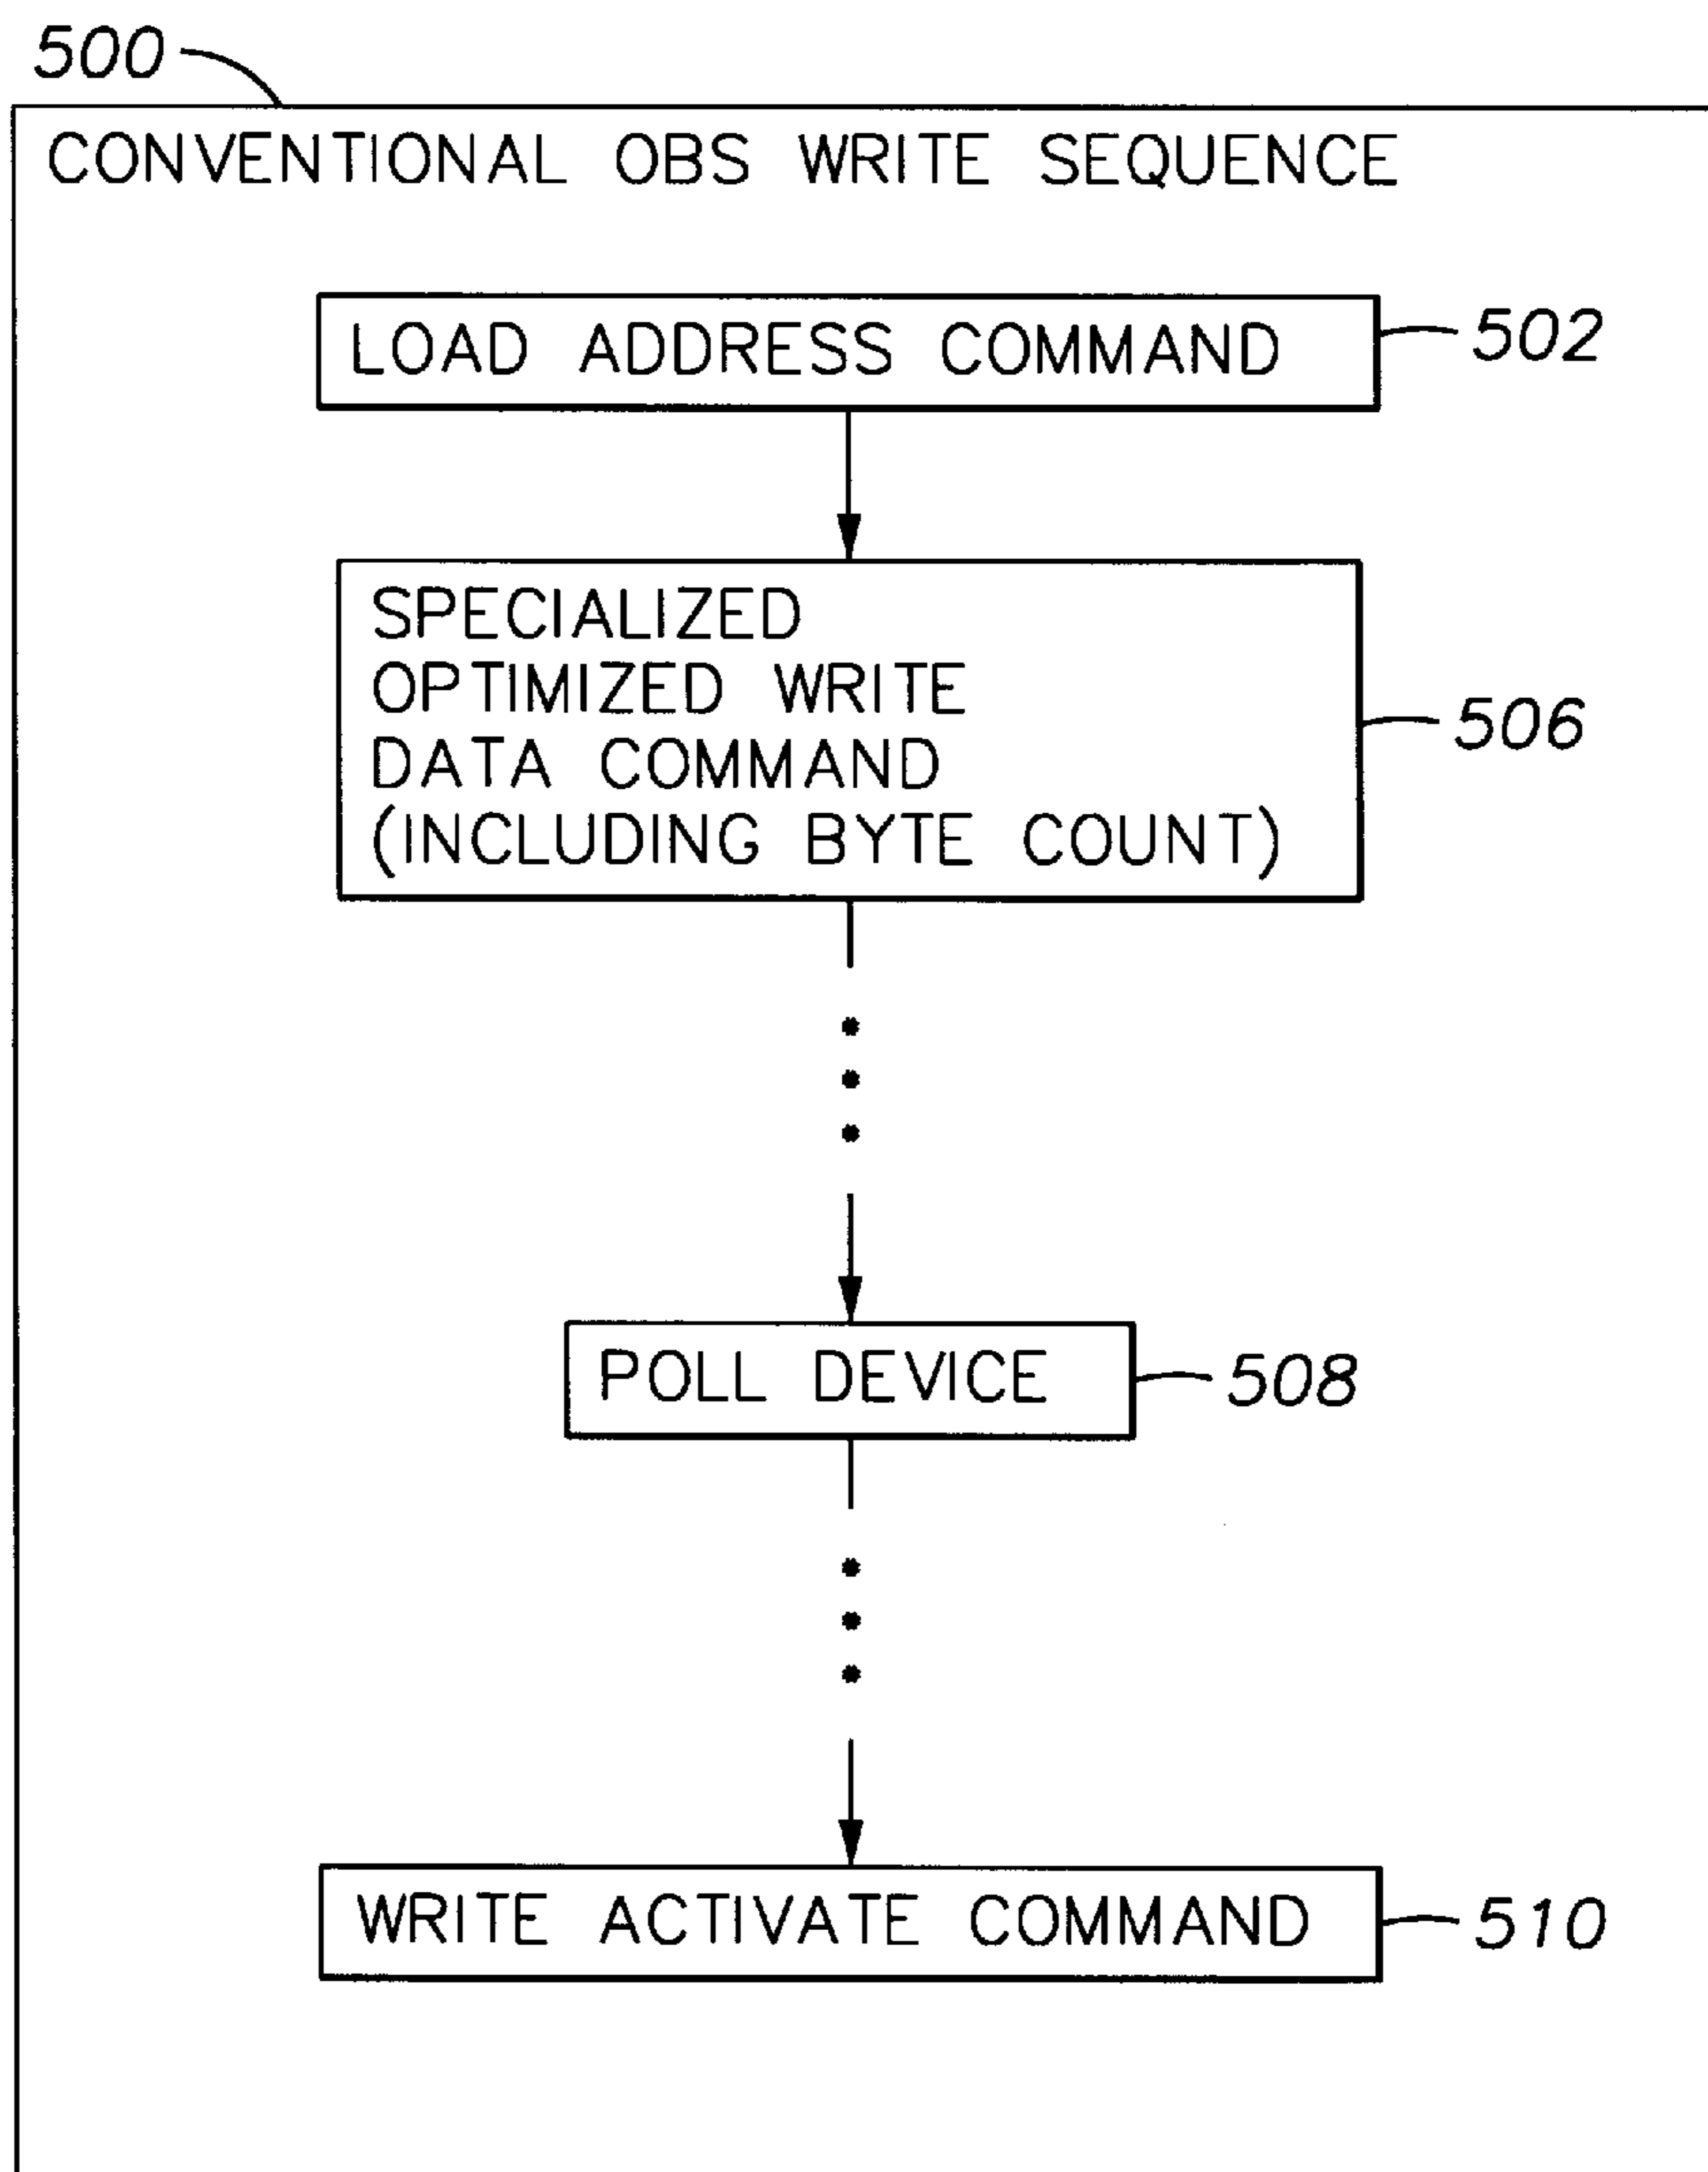 500
CONVENTIONAL OBS WRITE SEQUENCE
LOAD ADDRESS COMMAND
502
SPECIALIZED
OPTIMIZED WRITE
DATA COMMAND
(INCLUDING BYTE COUNT)
506
POLL DEVICE
508
WRITE ACTIVATE COMMAND
510